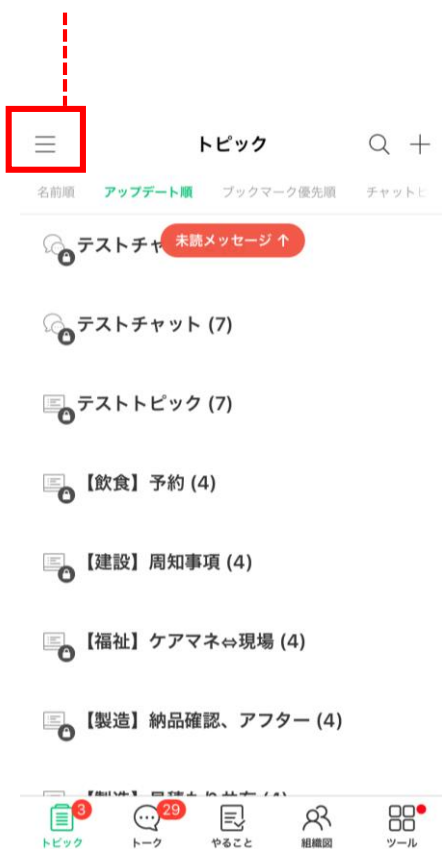 トピック
名前順 アップデート順 ブックマーク優先順 チャットヒ
テストチャ 未読メッセージ ↑
テストチャット (7)
テストトピック (7)
【飲食】予約 (4)
【建設】周知事項 (4)
【福祉】ケアマネ⇔現場 (4)
【製造】納品確認、アフター (4)
3 29
トピック トーク やること 組織図 ツール